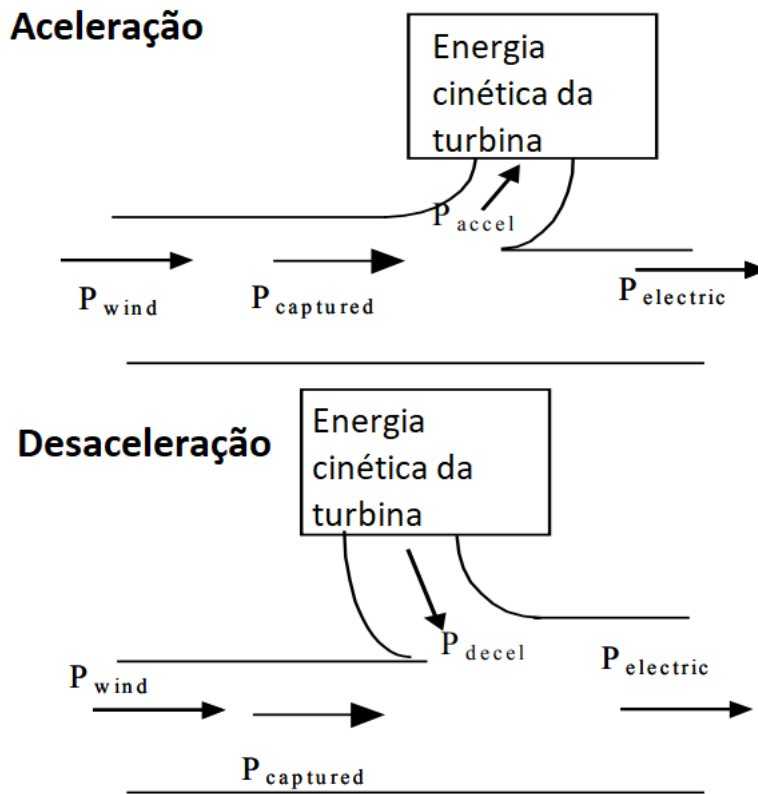 Aceleração
Energia
cinética da
turbina
P accel
P wind
P captured
P electric
Desaceleração
Energia
cinética da
turbina
P decel
P wind
P electric
P captured